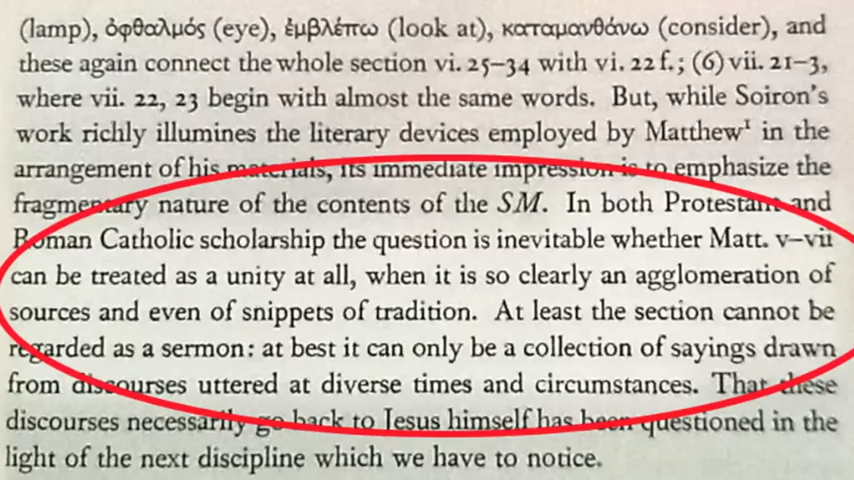 (lamp), ὀφθαλμός (eye), ἐμβλέπω (look at), καταμανθάνω (consider), and
these again connect the whole section vi. 25–34 with vi. 22 f.; (6) vii. 21–3,
where vii. 22, 23 begin with almost the same words. But, while Soiron's
work richly illumines the literary devices employed by Matthew¹ in the
arrangement of his materials, its immediate impression is to emphasize the
fragmentary nature of the contents of the SM. In both Protestant and
Roman Catholic scholarship the question is inevitable whether Matt. v–vii
can be treated as a unity at all, when it is so clearly an agglomeration of
sources and even of snippets of tradition. At least the section cannot be
regarded as a sermon: at best it can only be a collection of sayings drawn
from discourses uttered at diverse times and circumstances. That these
discourses necessarily go back to Jesus himself has been questioned in the
light of the next discipline which we have to notice.